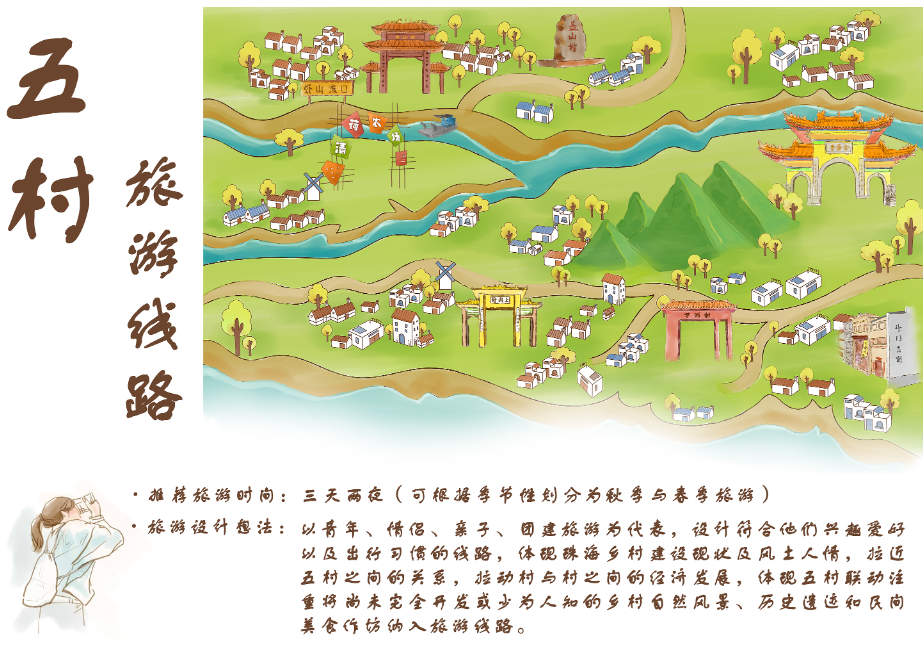 五村
旅游线路
·推荐旅游时间：三天两夜（可根据季节性划分为秋季与春季旅游）
·旅游设计想法：以青年、情侣、亲子、团建旅游为代表，设计符合他们兴趣爱好
以及出行习惯的线路，体现珠海乡村建设现状及风土人情，拉近
五村之间的关系，拉动村与村之间的经济发展，体现五村联动注
重将尚未完全开发或少为人知的乡村自然风景、历史遗迹和民间
美食作坊纳入旅游线路。